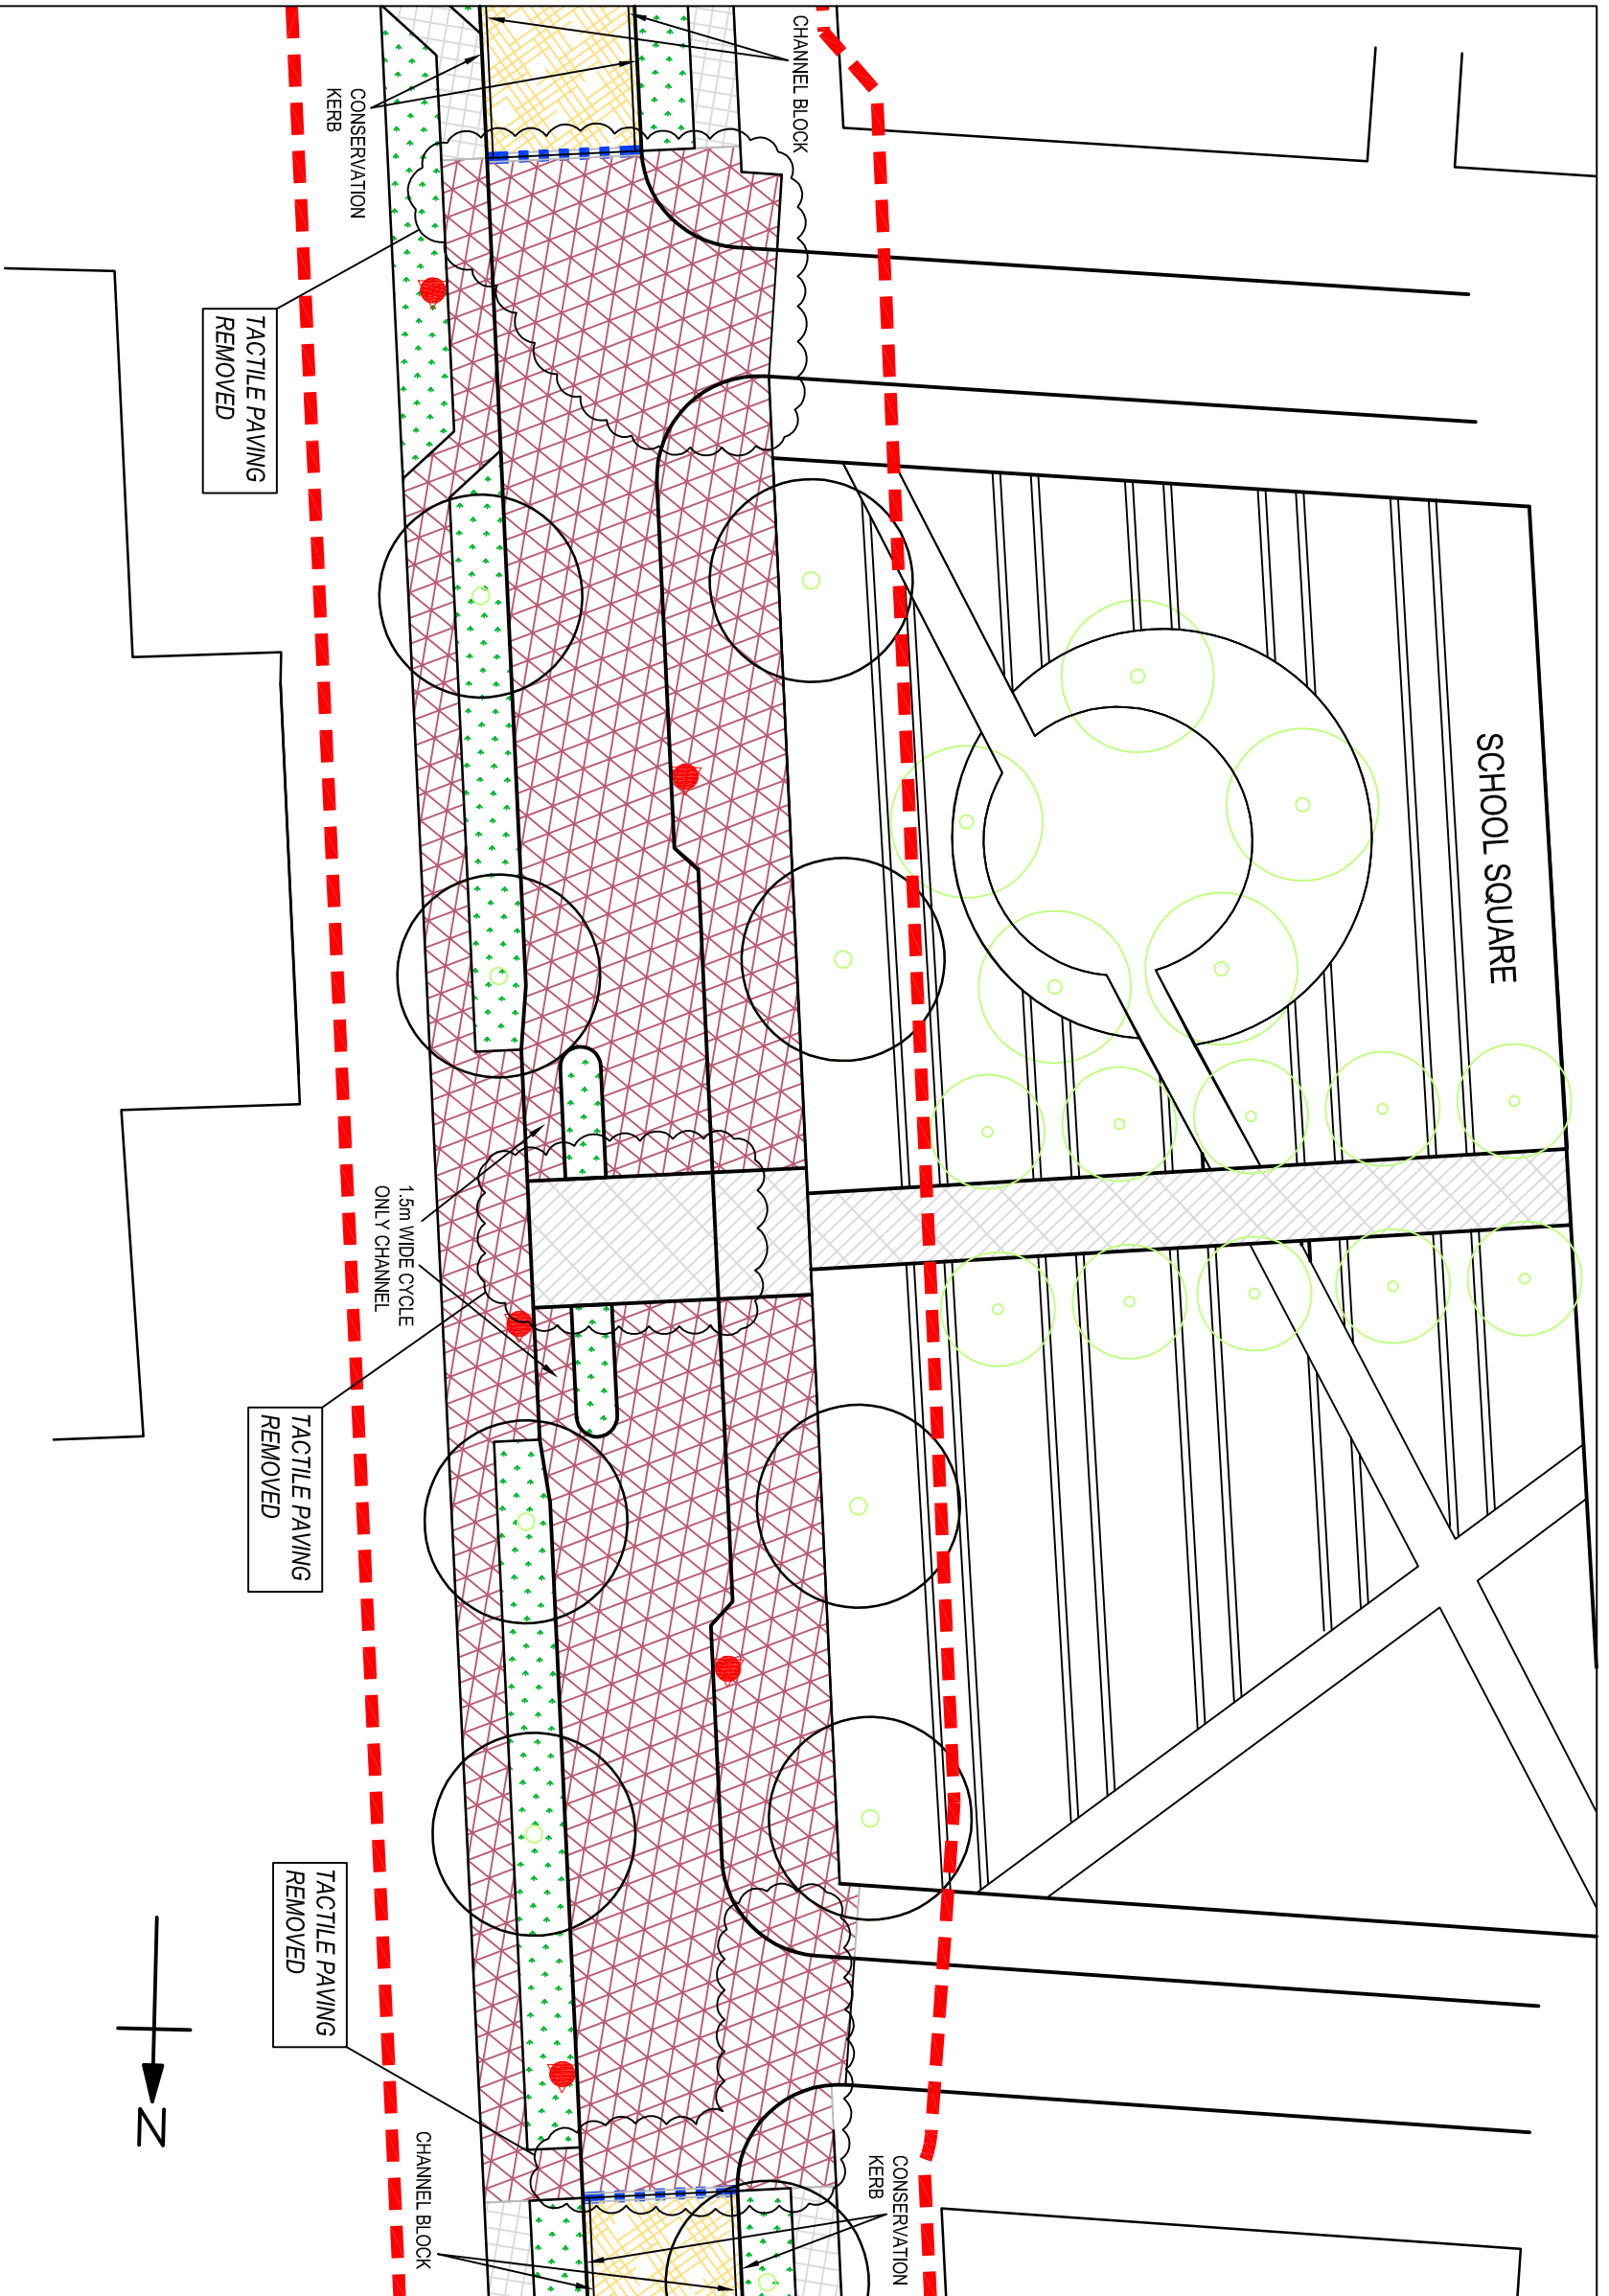 CHANNEL BLOCK
CONSERVATION
KERB
TACTILE PAVING
REMOVED
SCHOOL SQUARE
1.5m WIDE CYCLE
ONLY CHANNEL
TACTILE PAVING
REMOVED
TACTILE PAVING
REMOVED
N
CHANNEL BLOCK
CONSERVATION
KERB